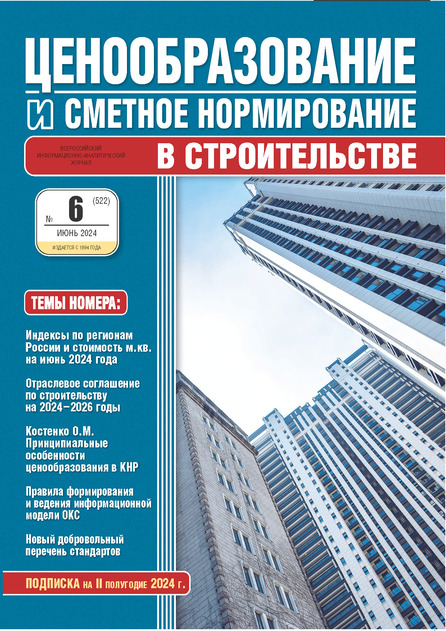 ЦЕНООБРАЗОВАНИЕ
И СМЕТНОЕ НОРМИРОВАНИЕ
В СТРОИТЕЛЬСТВЕ
ВСЕРОССИЙСКИЙ
ИНФОРМАЦИОННО-АНАЛИТИЧЕСКИЙ
ЖУРНАЛ
№ 6 (522)
ИЮНЬ 2024
ИЗДАЕТСЯ С 1994 ГОДА
ТЕМЫ НОМЕРА:
Индексы по регионам
России и стоимость м.кв.
на июнь 2024 года
Отраслевое соглашение
по строительству
на 2024–2026 годы
Костенко О.М.
Принципиальные
особенности
ценообразования в КНР
Правила формирования
и ведения информационной
модели ОКС
Новый добровольный
перечень стандартов
ПОДПИСКА НА II ПОЛУГОДИЕ 2024 г.